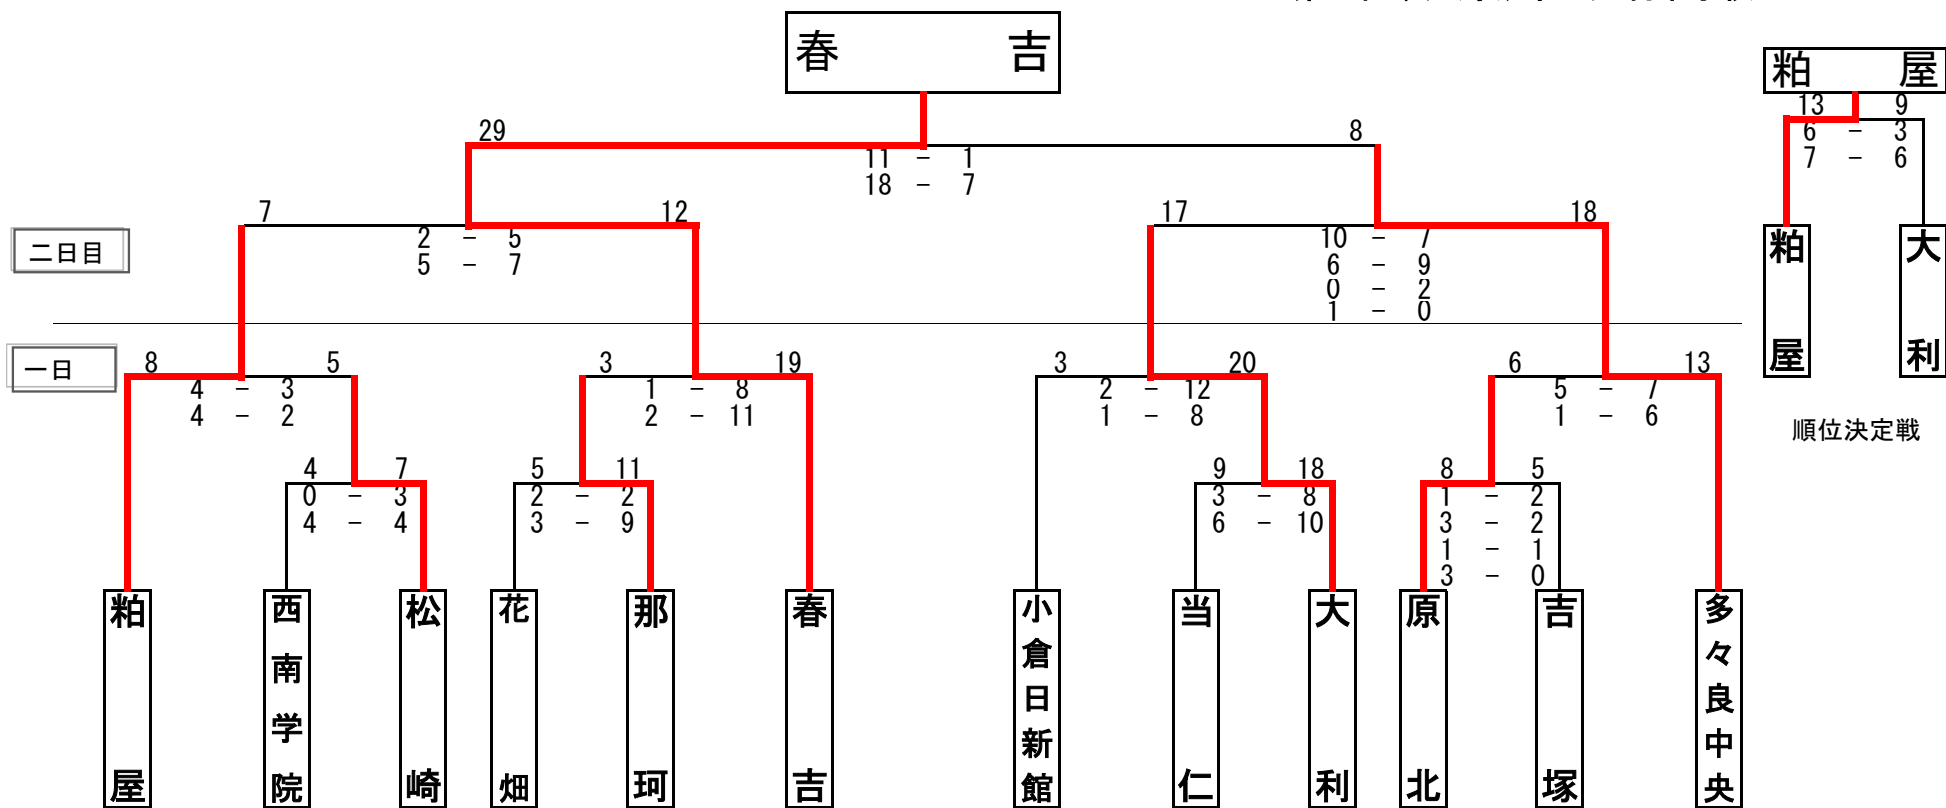 春 吉
粕 屋
13 9
6 - 3
7 - 6
29 8
11 - 1
18 - 7
7 12 17 18
2 - 5 10 - 7
5 - 7 6 - 9
0 - 2
1 - 0
二日目
粕屋 大利
一日
8 5 3 19 3 20 6 13
4 - 3 1 - 8 2 - 12 5 - 7
4 - 2 2 - 11 1 - 8 1 - 6
順位決定戦
4 7 5 11 9 18 8 5
0 - 3 2 - 2 3 - 8 1 - 2
4 - 4 3 - 9 6 - 10 3 - 2
1 - 1
3 - 0
粕屋
西南学院
松崎
花畑
那珂
春吉
小倉日新館
当仁
大利
原北
吉塚
多々良中央